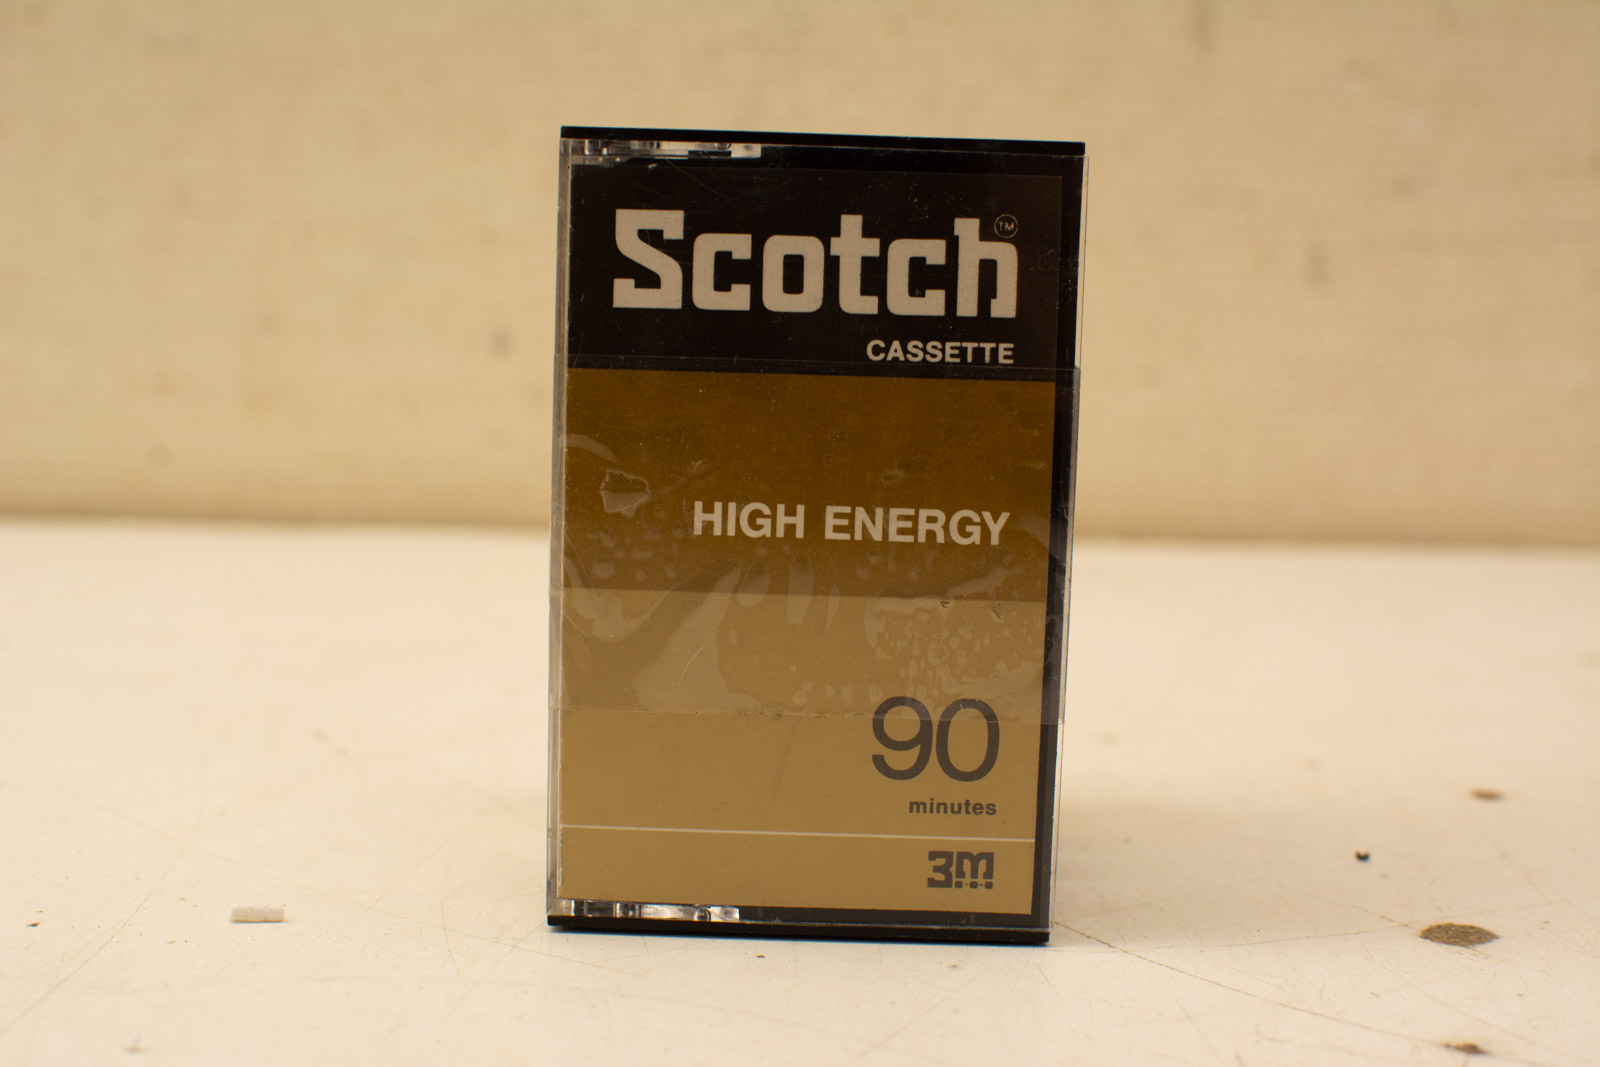 Scotch™
CASSETTE
HIGH ENERGY
90
minutes
3M